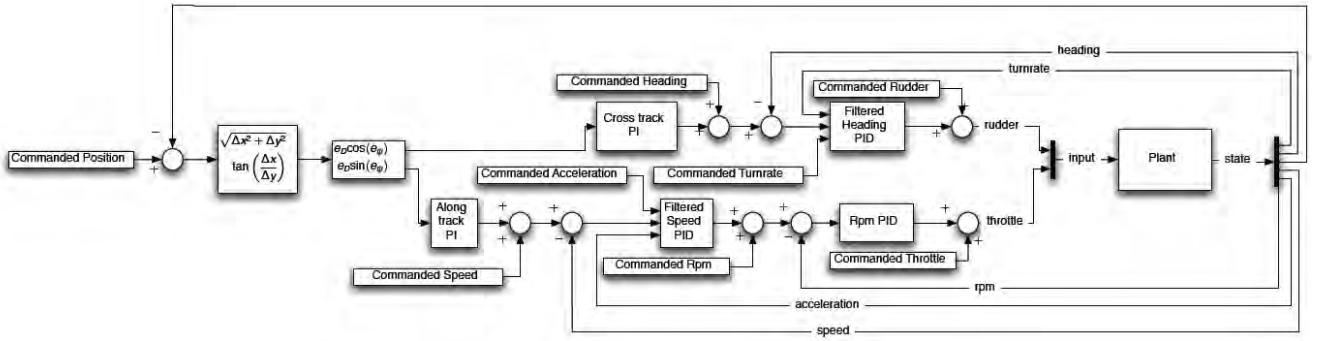 heading
turnrate
Commanded Heading
Commanded Rudder
Cross track
PI
Filtered
Heading
PID
rudder
Commanded Position
√Δx² + Δy²
tan (Δx/Δy)
e_D cos(e_φ)
e_D sin(e_φ)
input
Plant
state
Commanded Acceleration
Commanded Turnrate
Along
track
PI
Filtered
Speed
PID
Rpm PID
throttle
Commanded Speed
Commanded Rpm
Commanded Throttle
rpm
acceleration
speed